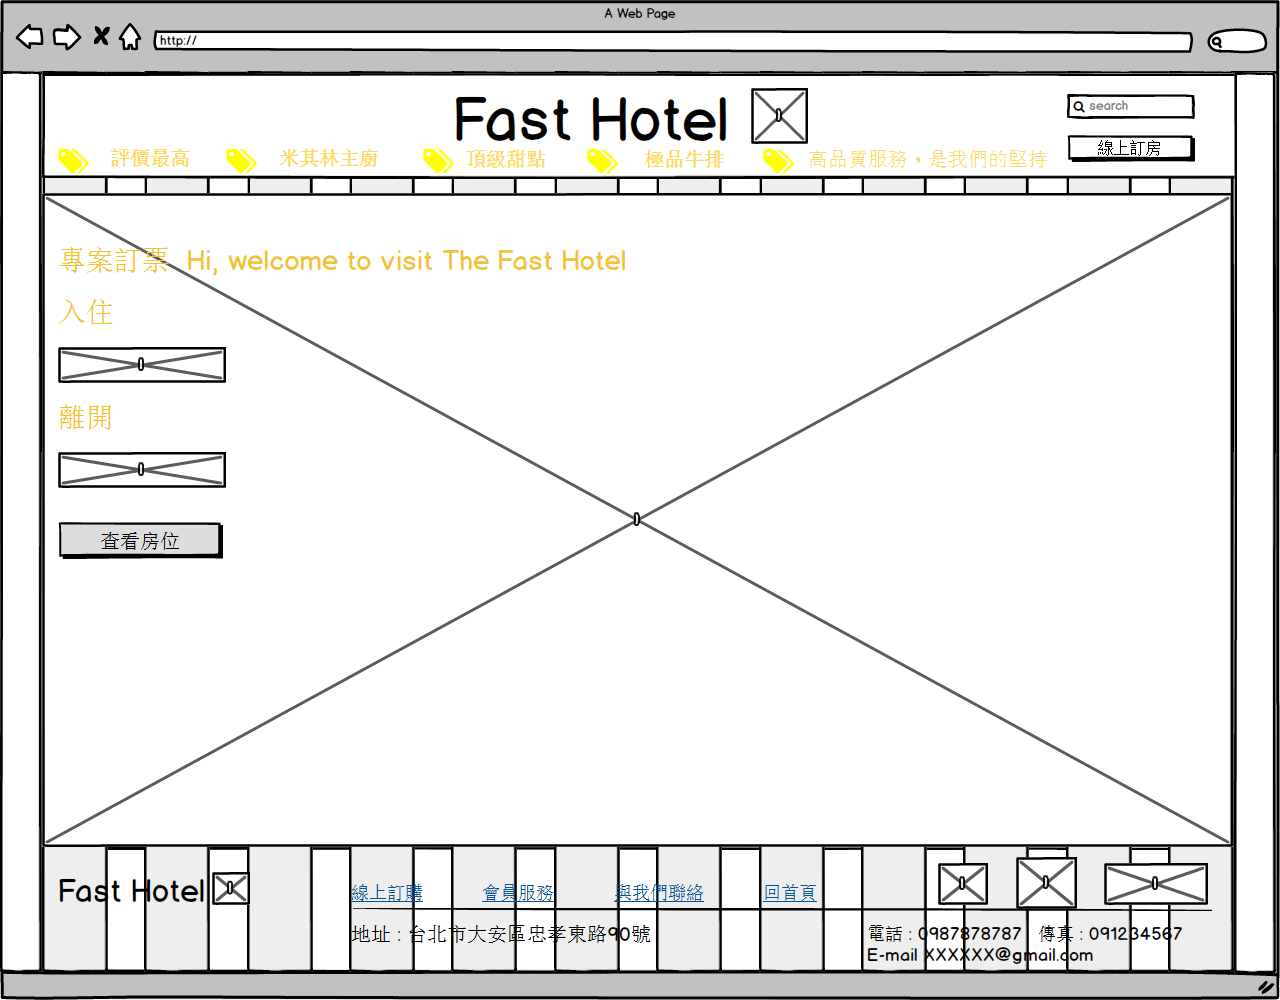 A Web Page
http://
Fast Hotel
search
線上訂房
評價最高 米其林主廚 頂級甜點 極品牛排 高品質服務，是我們的堅持
專案訂票 Hi, welcome to visit The Fast Hotel
入住
離開
查看房位
Fast Hotel
線上訂購 會員服務 與我們聯絡 回首頁
地址 : 台北市大安區忠孝東路90號
電話 : 0987878787 傳真 : 091234567
E-mail XXXXXX@gmail.com